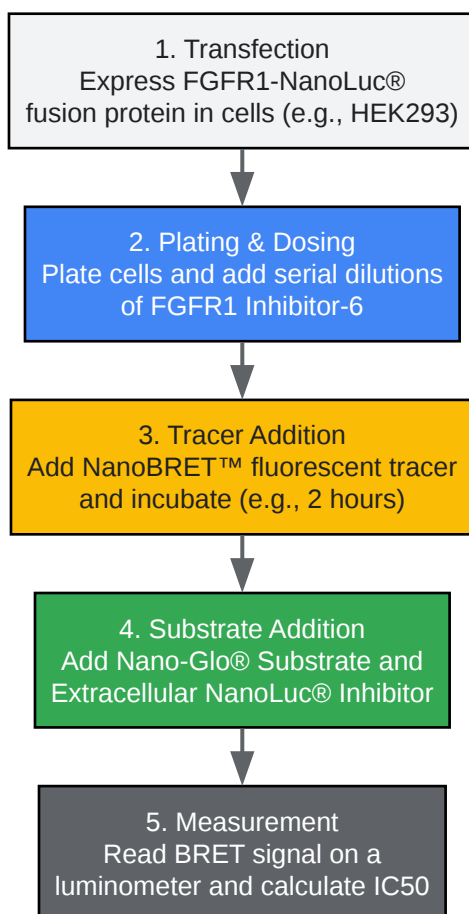 1. Transfection
Express FGFR1-NanoLuc®
fusion protein in cells (e.g., HEK293)
2. Plating & Dosing
Plate cells and add serial dilutions
of FGFR1 Inhibitor-6
3. Tracer Addition
Add NanoBRET™ fluorescent tracer
and incubate (e.g., 2 hours)
4. Substrate Addition
Add Nano-Glo® Substrate and
Extracellular NanoLuc® Inhibitor
5. Measurement
Read BRET signal on a
luminometer and calculate IC50